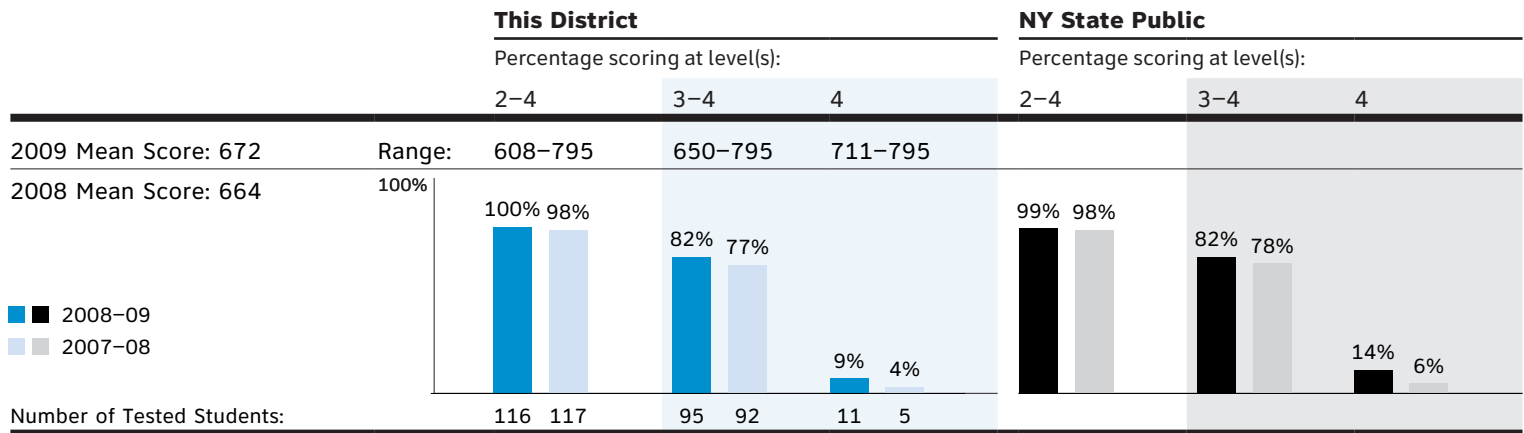 This District NY State Public
Percentage scoring at level(s): Percentage scoring at level(s):
2–4 3–4 4 2–4 3–4 4
2009 Mean Score: 672 Range: 608–795 650–795 711–795
2008 Mean Score: 664 100%
100% 98% 82% 77% 9% 4% 99% 98% 82% 78% 14% 6%
2008–09
2007–08
Number of Tested Students: 116 117 95 92 11 5